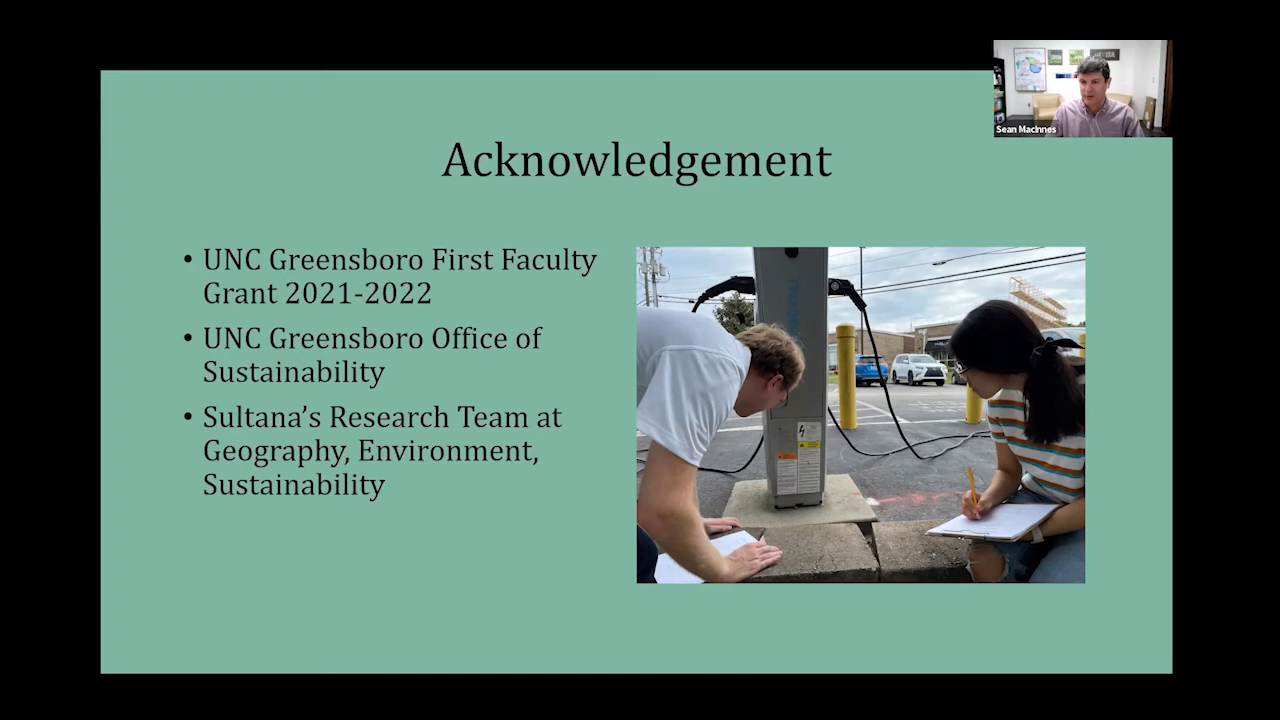 Sean MacInnes
Acknowledgement
• UNC Greensboro First Faculty
Grant 2021-2022
• UNC Greensboro Office of
Sustainability
• Sultana’s Research Team at
Geography, Environment,
Sustainability